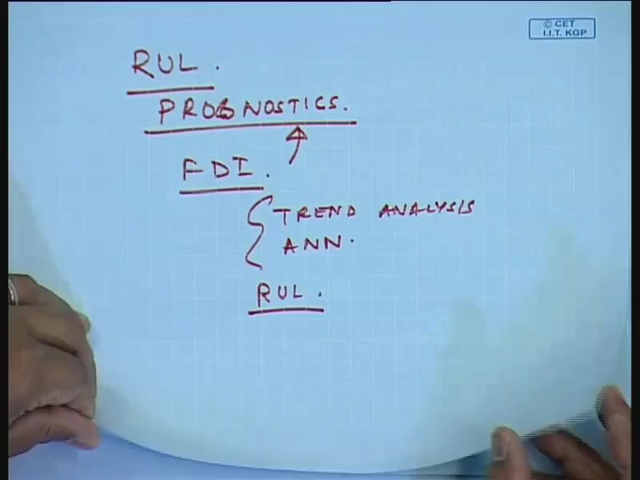 © CET
I.I.T. KGP
RUL.
PROGNOSTICS.
FDI.
TREND ANALYSIS
ANN.
RUL.